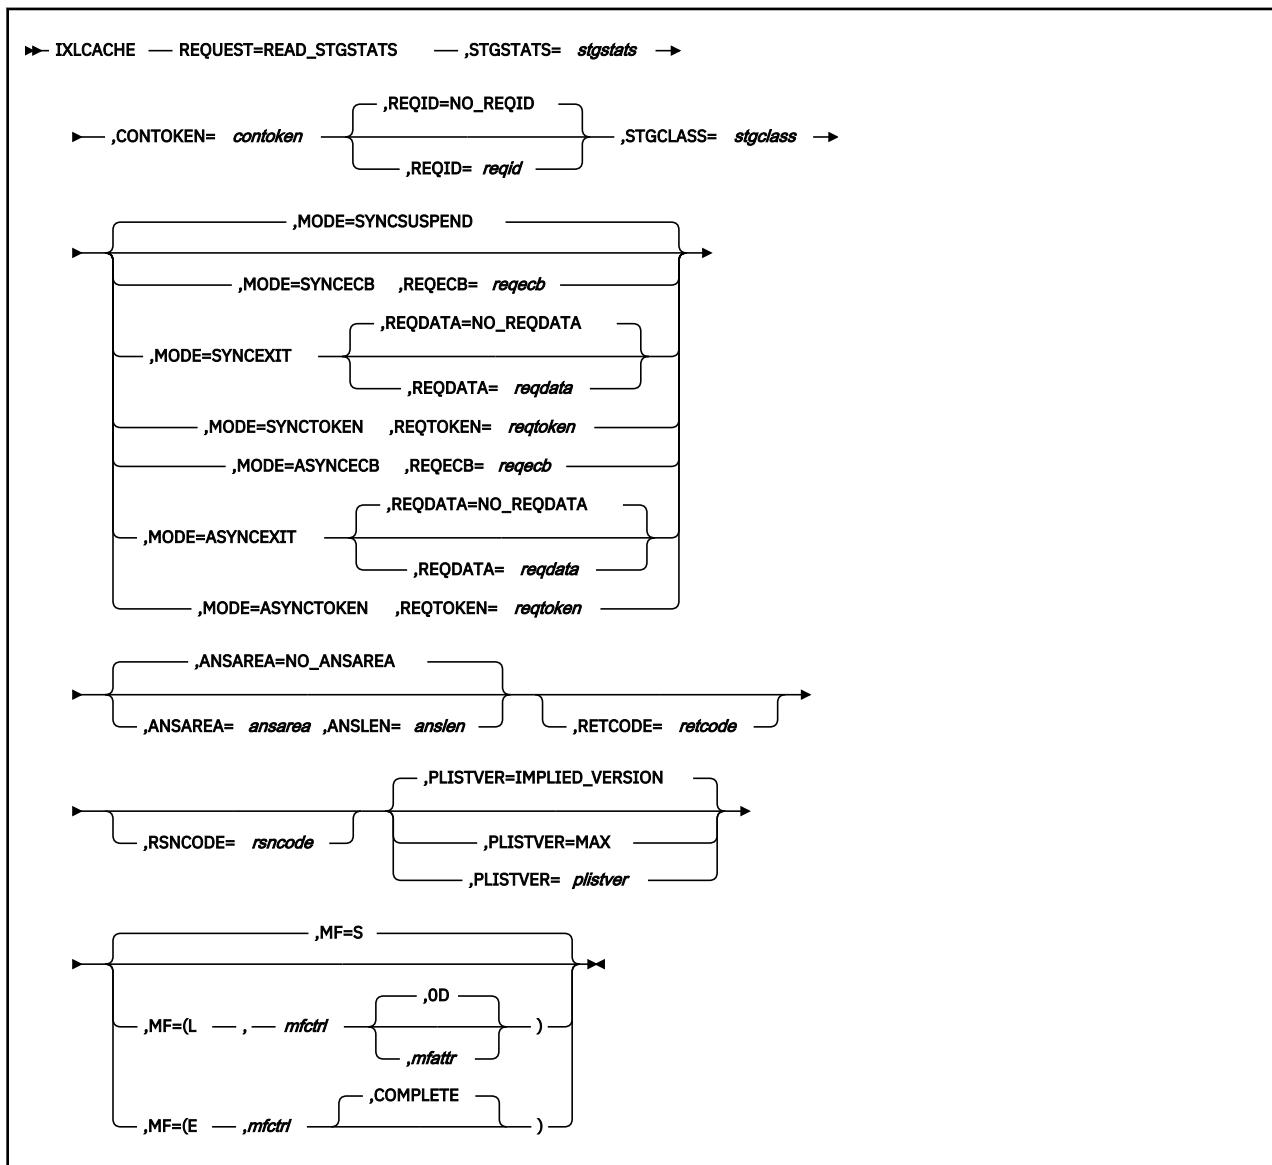 IXLCACHE REQUEST=READ_STGSTATS ,STGSTATS= stgstats
,REQID=NO_REQID
,CONTOKEN= contoken ,STGCLASS= stgclass
,REQID= reqid
,MODE=SYNCSUSPEND
,MODE=SYNCECB ,REQECB= reqecb
,REQDATA=NO_REQDATA
,MODE=SYNCEXIT
,REQDATA= reqdata
,MODE=SYNCTOKEN ,REQTOKEN= reqtoken
,MODE=ASYNCECB ,REQECB= reqecb
,REQDATA=NO_REQDATA
,MODE=ASYNCEXIT
,REQDATA= reqdata
,MODE=ASYNCTOKEN ,REQTOKEN= reqtoken
,ANSAREA=NO_ANSAREA
,ANSAREA= ansarea ,ANSLEN= anslen ,RETCODE= retcode
,PLISTVER=IMPLIED_VERSION
,RSNCODE= rsncode ,PLISTVER=MAX
,PLISTVER= plistver
,MF=S
,0D
,MF=(L , mfctrl )
,mfattr
,COMPLETE
,MF=(E ,mfctrl )